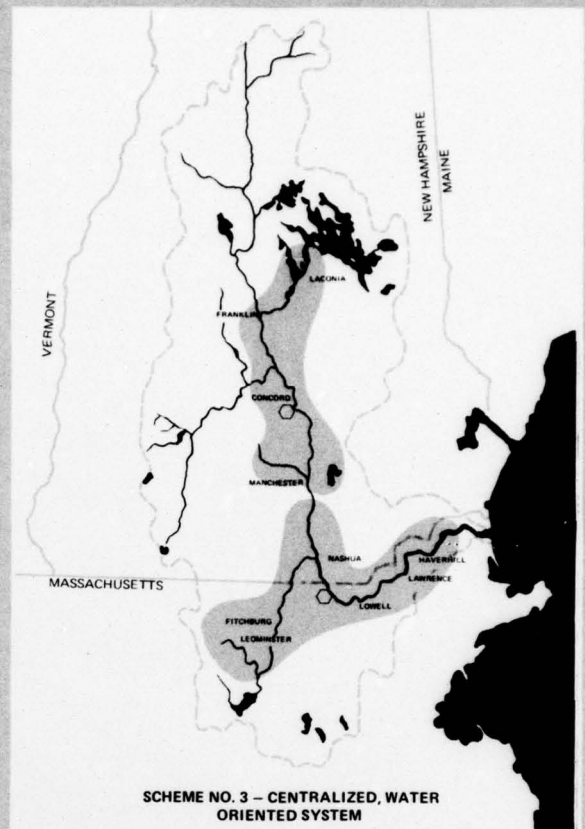 NEW HAMPSHIRE
MAINE
VERMONT
LACONIA
FRANKLIN
CONCORD
MANCHESTER
NASHUA
HAVERHILL
MASSACHUSETTS
LAWRENCE
LOWELL
FITCHBURG
LEOMINSTER
SCHEME NO. 3 – CENTRALIZED, WATER
ORIENTED SYSTEM